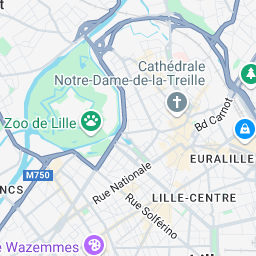 t
Cathédrale
Notre-Dame-de-la-Treille
Zoo de Lille
Bd Carnot
EURALILLE
M750
Rue Nationale
NCS
LILLE-CENTRE
Rue Solférino
e Wazemmes